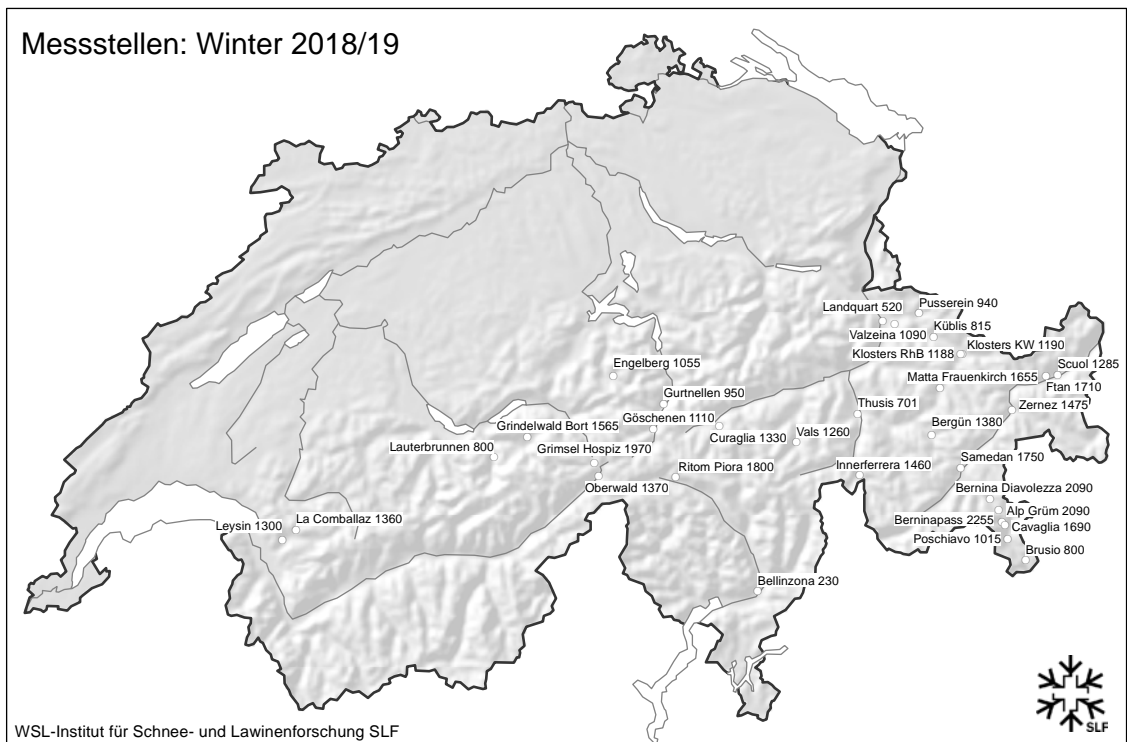 Messstellen: Winter 2018/19
Landquart 520
Pusserein 940
Valzeina 1090
Küblis 815
Klosters RhB 1188
Klosters KW 1190
Engelberg 1055
Matta Frauenkirch 1655
Scuol 1285
Ftan 1710
Gurtnellen 950
Thusis 701
Zernez 1475
Göschenen 1110
Bergün 1380
Grindelwald Bort 1565
Curaglia 1330
Vals 1260
Lauterbrunnen 800
Grimsel Hospiz 1970
Ritom Piora 1800
Innerferrera 1460
Samedan 1750
Oberwald 1370
Bernina Diavolezza 2090
Alp Grüm 2090
La Comballaz 1360
Leysin 1300
Berninapass 2255
Cavaglia 1690
Poschiavo 1015
Brusio 800
Bellinzona 230
WSL-Institut für Schnee- und Lawinenforschung SLF
SLF